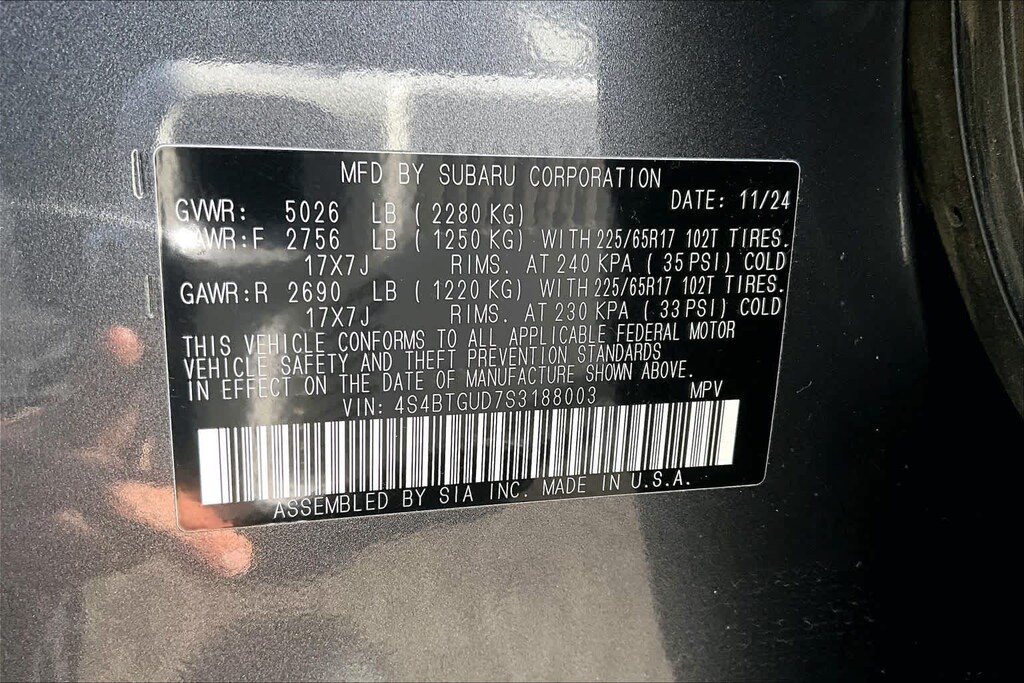 MFD BY SUBARU CORPORATION
DATE: 11/24
GVWR: 5026 LB ( 2280 KG)
GAWR:F 2756 LB ( 1250 KG) WITH 225/65R17 102T TIRES.
17X7J RIMS. AT 240 KPA ( 35 PSI) COLD
GAWR:R 2690 LB ( 1220 KG) WITH 225/65R17 102T TIRES.
17X7J RIMS. AT 230 KPA ( 33 PSI) COLD
THIS VEHICLE CONFORMS TO ALL APPLICABLE FEDERAL MOTOR
VEHICLE SAFETY AND THEFT PREVENTION STANDARDS
IN EFFECT ON THE DATE OF MANUFACTURE SHOWN ABOVE.
VIN: 4S4BTGUD7S3188003 MPV
ASSEMBLED BY SIA INC. MADE IN U.S.A.